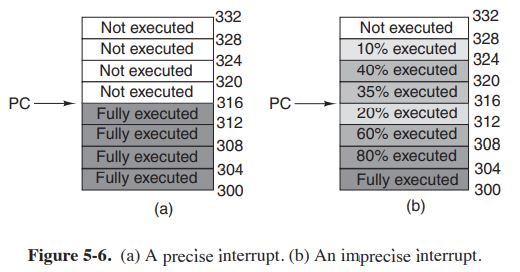 332
Not executed
328
Not executed
324
Not executed
320
Not executed
PC
316
Fully executed
312
Fully executed
308
Fully executed
304
Fully executed
300
(a)
332
Not executed
328
10% executed
324
40% executed
320
35% executed
PC
316
20% executed
312
60% executed
308
80% executed
304
Fully executed
300
(b)
Figure 5-6. (a) A precise interrupt. (b) An imprecise interrupt.